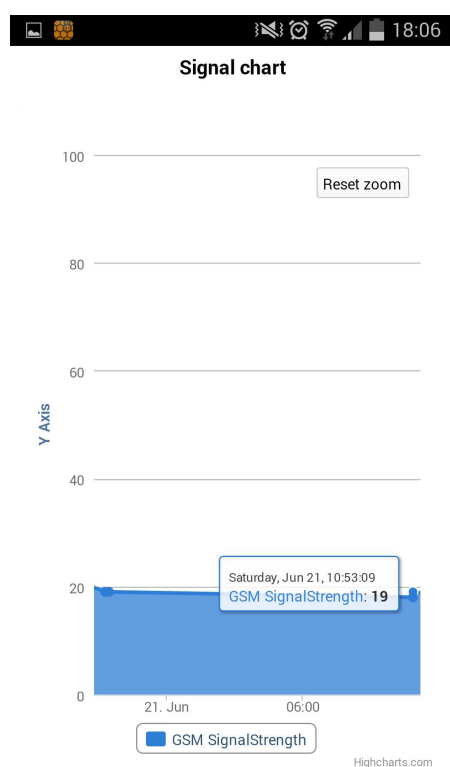 18:06
Signal chart
100
Reset zoom
80
60
Y Axis
40
Saturday, Jun 21, 10:53:09
GSM SignalStrength: 19
20
0
21. Jun
06:00
GSM SignalStrength
Highcharts.com